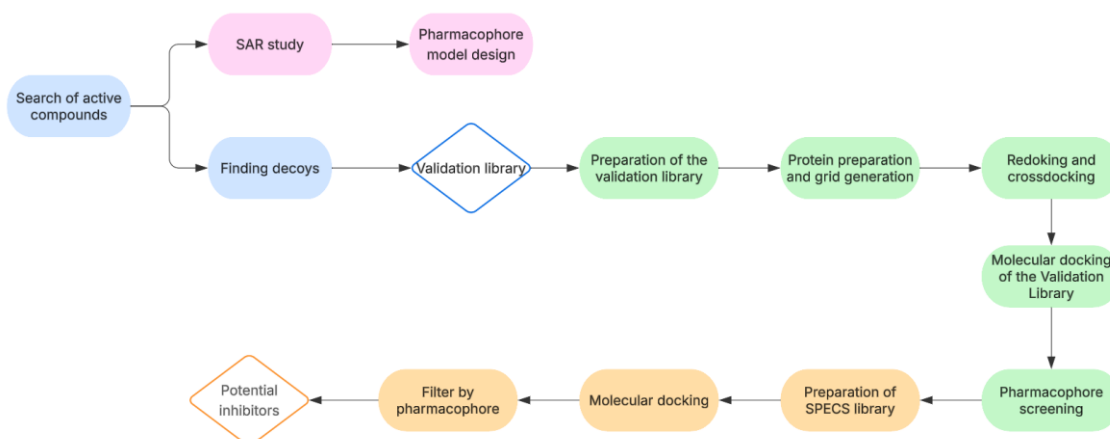 SAR study
Pharmacophore
model design
Search of active
compounds
Finding decoys
Validation library
Preparation of the
validation library
Protein preparation
and grid generation
Redoking and
crossdocking
Molecular docking
of the Validation
Library
Potential
inhibitors
Filter by
pharmacophore
Molecular docking
Preparation of
SPECS library
Pharmacophore
screening